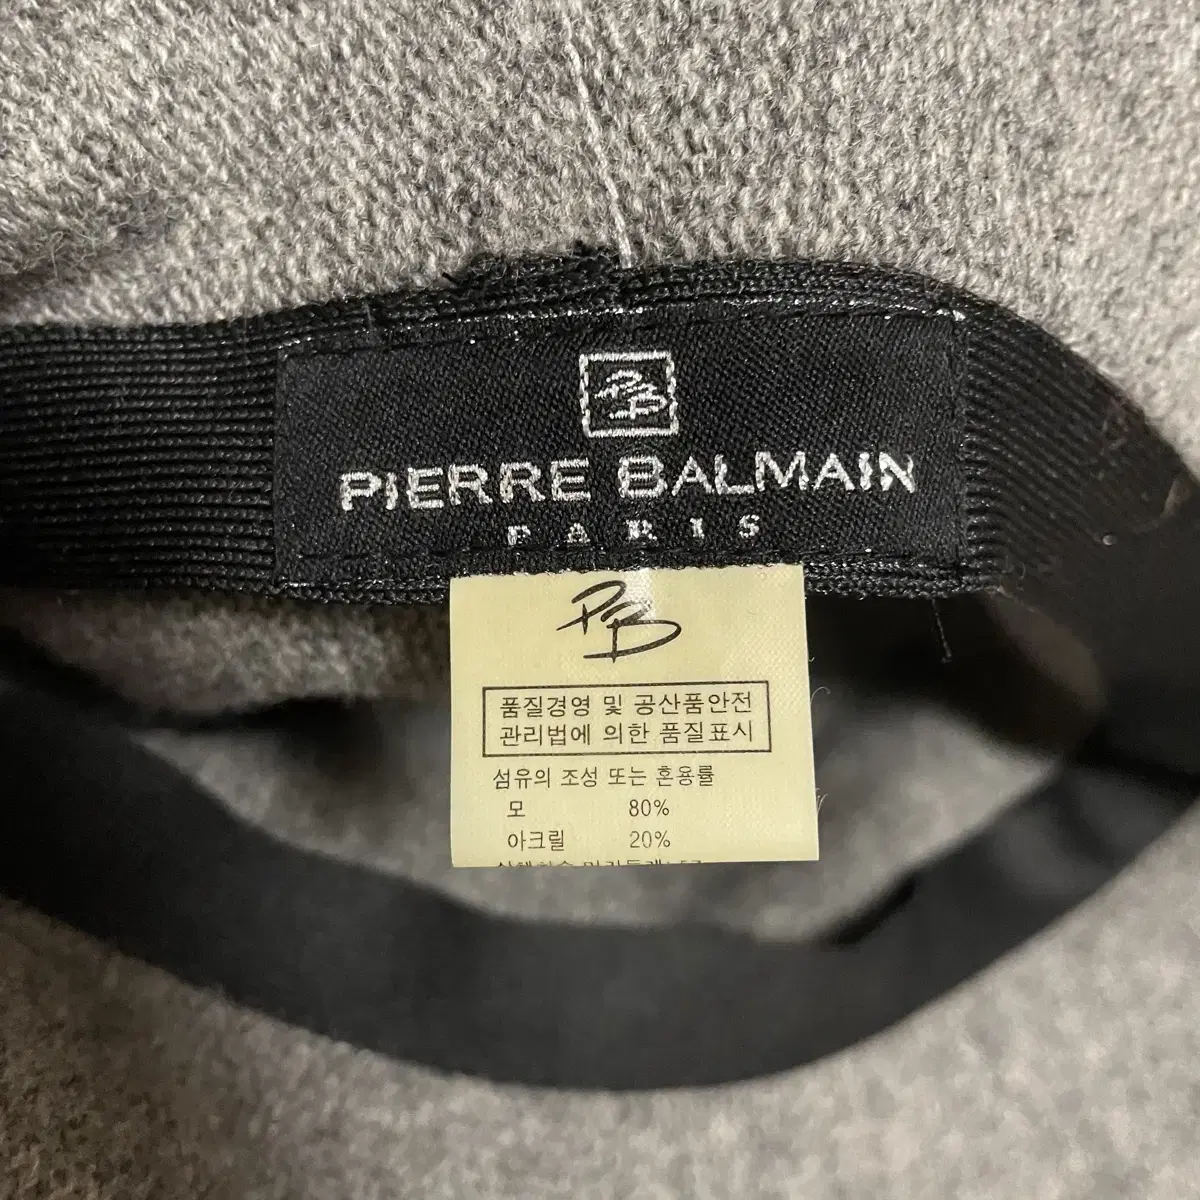 PB
PIERRE BALMAIN
PARIS
PB
품질경영 및 공산품안전
관리법에 의한 품질표시
섬유의 조성 또는 혼용률
모 80%
아크릴 20%